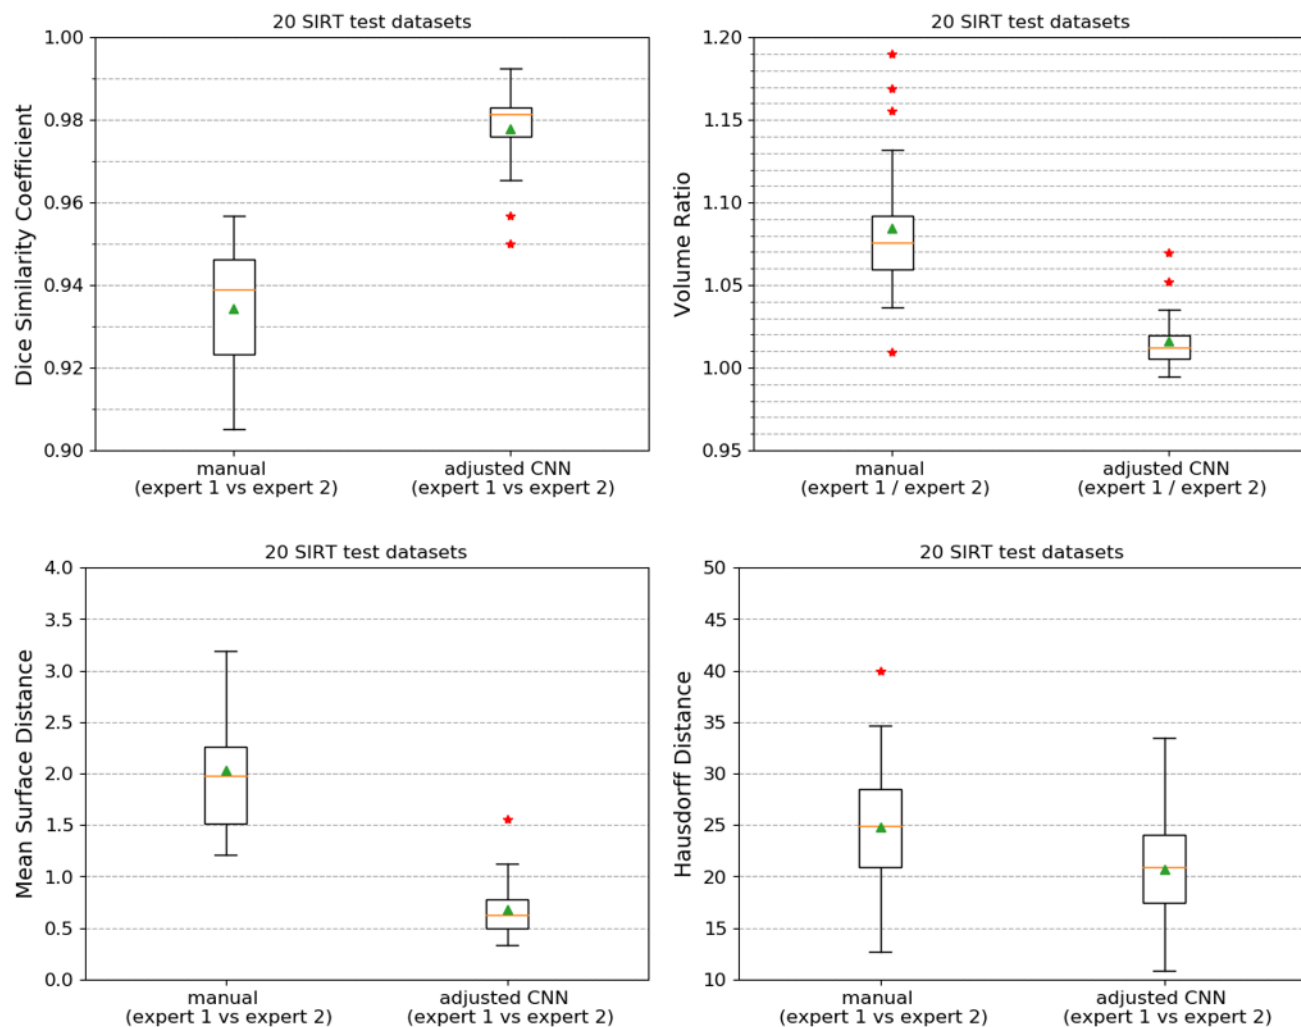 20 SIRT test datasets
Dice Similarity Coefficient
1.00
0.98
0.96
0.94
0.92
0.90
manual
(expert 1 vs expert 2)
adjusted CNN
(expert 1 vs expert 2)
20 SIRT test datasets
Volume Ratio
1.20
1.15
1.10
1.05
1.00
0.95
manual
(expert 1 / expert 2)
adjusted CNN
(expert 1 / expert 2)
20 SIRT test datasets
Mean Surface Distance
4.0
3.5
3.0
2.5
2.0
1.5
1.0
0.5
0.0
manual
(expert 1 vs expert 2)
adjusted CNN
(expert 1 vs expert 2)
20 SIRT test datasets
Hausdorff Distance
50
45
40
35
30
25
20
15
10
manual
(expert 1 vs expert 2)
adjusted CNN
(expert 1 vs expert 2)